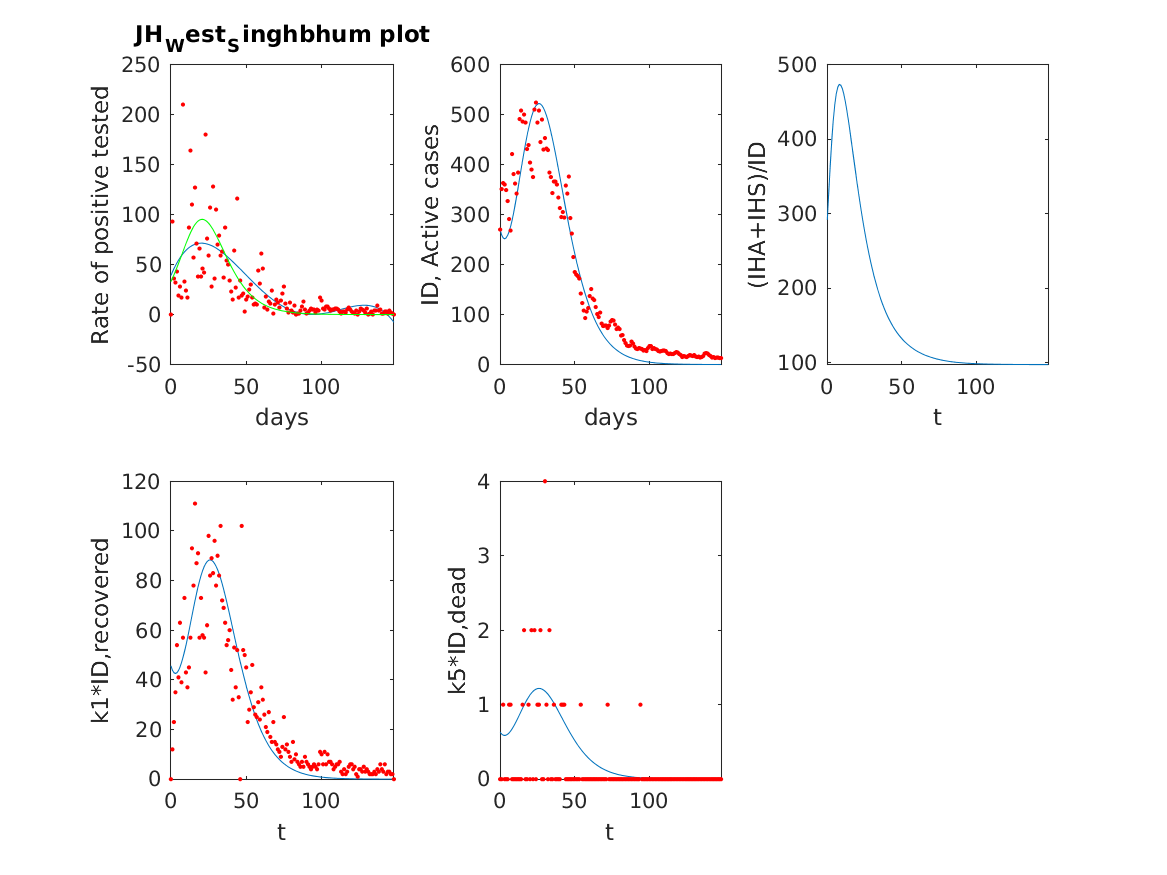 JH_West_Singhbhum plot
250
200
150
100
50
0
-50
Rate of positive tested
0 50 100
days
600
500
400
300
200
100
0
ID, Active cases
0 50 100
days
500
400
300
200
100
(IHA+IHS)/ID
0 50 100
t
120
100
80
60
40
20
0
k1*ID,recovered
0 50 100
t
4
3
2
1
0
k5*ID,dead
0 50 100
t